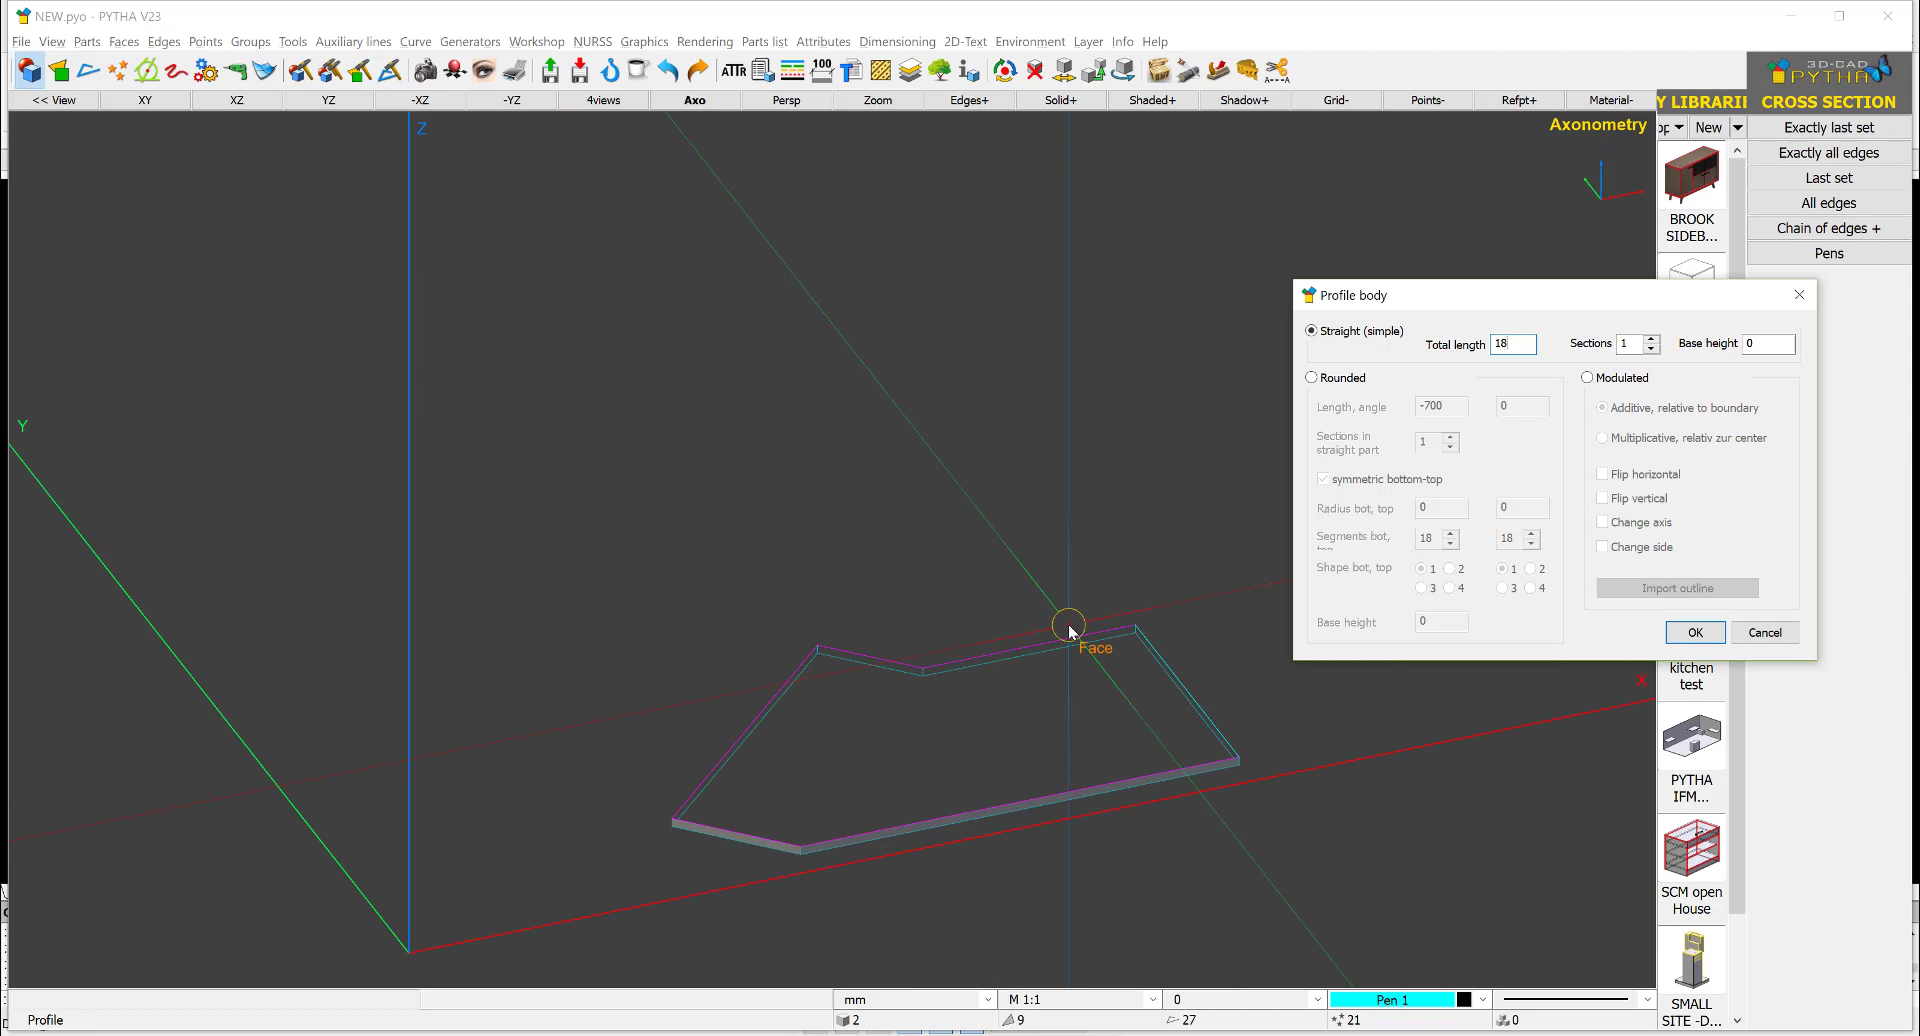 NEW.pyo - PYTHA V23
File View Parts Faces Edges Points Groups Tools Auxiliary lines Curve Generators Workshop NURSS Graphics Rendering Parts list Attributes Dimensioning 2D-Text Environment Layer Info Help
ATTR 100 A---A
3D-CAD
PYTHA
<< View XY XZ YZ -XZ -YZ 4views Axo Persp Zoom Edges+ Solid+ Shaded+ Shadow+ Grid- Points- Refpt+ Material-
Y LIBRARIE CROSS SECTION
Axonometry
New
Exactly last set
Exactly all edges
Last set
All edges
Chain of edges +
Pens
BROOK
SIDEB...
Z
Y
X
Face
Profile body
Straight (simple)
Total length 18 Sections 1 Base height 0
Rounded
Modulated
Length, angle -700 0
Additive, relative to boundary
Sections in
straight part 1
Multiplicative, relativ zur center
symmetric bottom-top
Flip horizontal
Radius bot, top 0 0
Flip vertical
Segments bot, 18 18
Change axis
Change side
Shape bot, top 1 2 1 2
3 4 3 4
Import outline
Base height 0
OK Cancel
kitchen
test
PYTHA
IFM...
SCM open
House
SMALL
SITE -D...
mm M 1:1 0 Pen 1
Profile 2 9 27 21 0